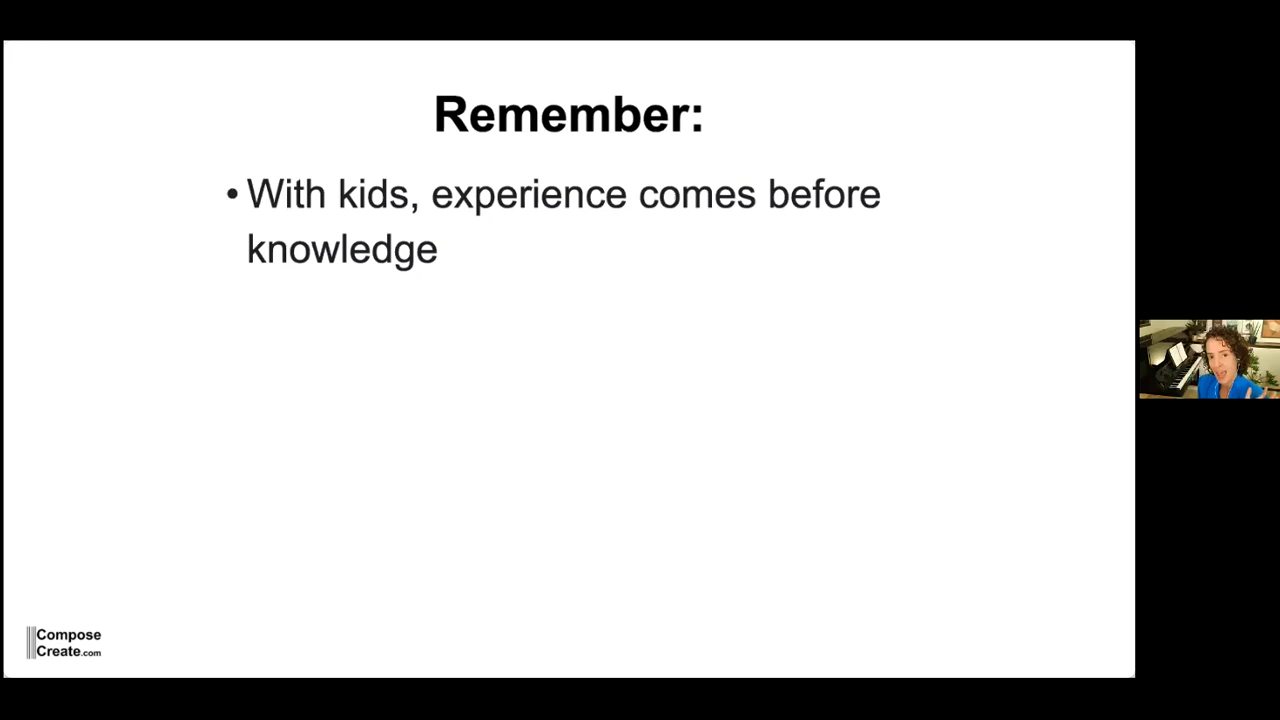 Remember:
• With kids, experience comes before
knowledge
Compose
Create.com